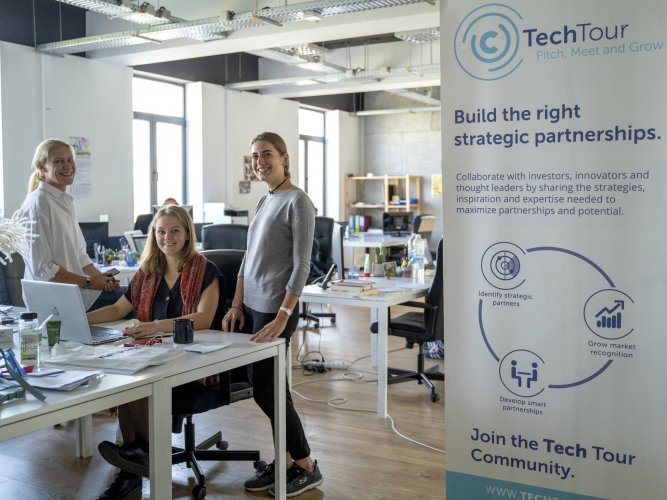 TechTour
Pitch, Meet and Grow
Build the right
strategic partnerships.
Collaborate with investors, innovators and
thought leaders by sharing the strategies,
inspiration and expertise needed to
maximize partnerships and potential.
Identify strategic
partners
Grow market
recognition
Develop smart
partnerships
Join the Tech Tour
Community.